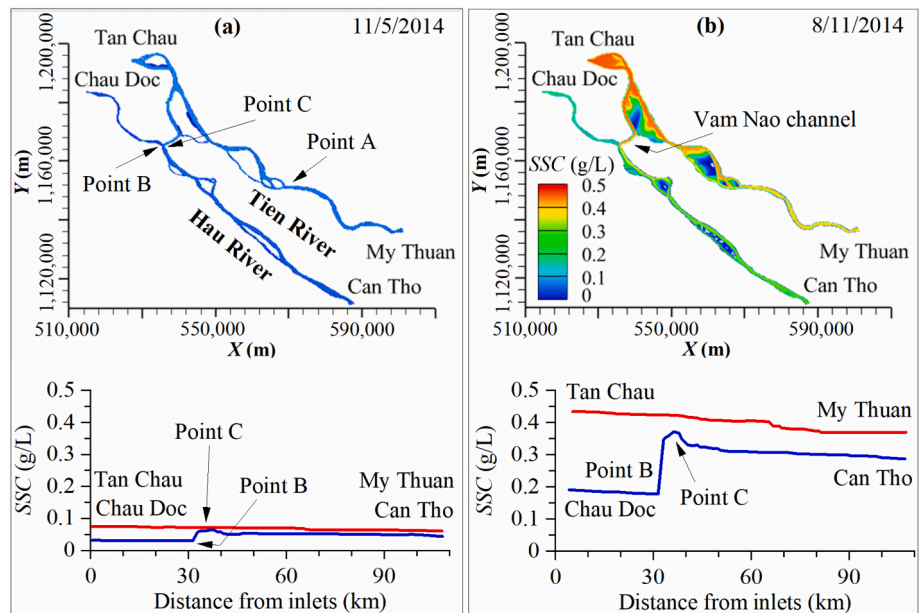 (a)
11/5/2014
Tan Chau
Chau Doc
Point C
Point A
Point B
Tien River
Hau River
My Thuan
Can Tho
Y (m)
1,200,000
1,160,000
1,120,000
510,000
550,000
590,000
X (m)
SSC (g/L)
0.5
0.4
0.3
0.2
0.1
0
Point C
Point B
Tan Chau
Chau Doc
My Thuan
Can Tho
0
30
60
90
Distance from inlets (km)
(b)
8/11/2014
Tan Chau
Chau Doc
Vam Nao channel
SSC (g/L)
0.5
0.4
0.3
0.2
0.1
0
My Thuan
Can Tho
Y (m)
1,200,000
1,160,000
1,120,000
510,000
550,000
590,000
X (m)
SSC (g/L)
0.5
0.4
0.3
0.2
0.1
0
Tan Chau
My Thuan
Point B
Chau Doc
Point C
Can Tho
0
30
60
90
Distance from inlets (km)